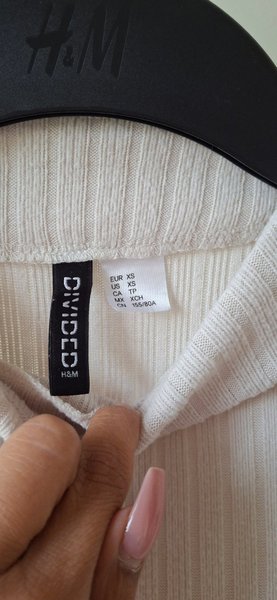 H&M
DIVIDED
H&M
EUR XS
US XS
CA TP
MX XCH
CN 155/80A